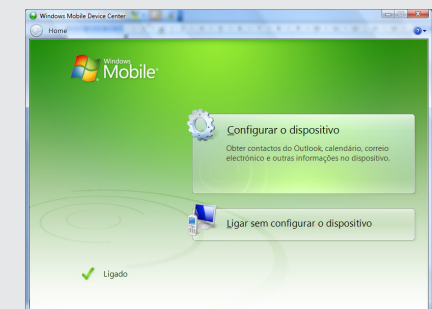 Windows Mobile Device Center
Home
Windows
Mobile
Configurar o dispositivo
Obter contactos do Outlook, calendário, correio
electrónico e outras informações no dispositivo.
Ligar sem configurar o dispositivo
Ligado